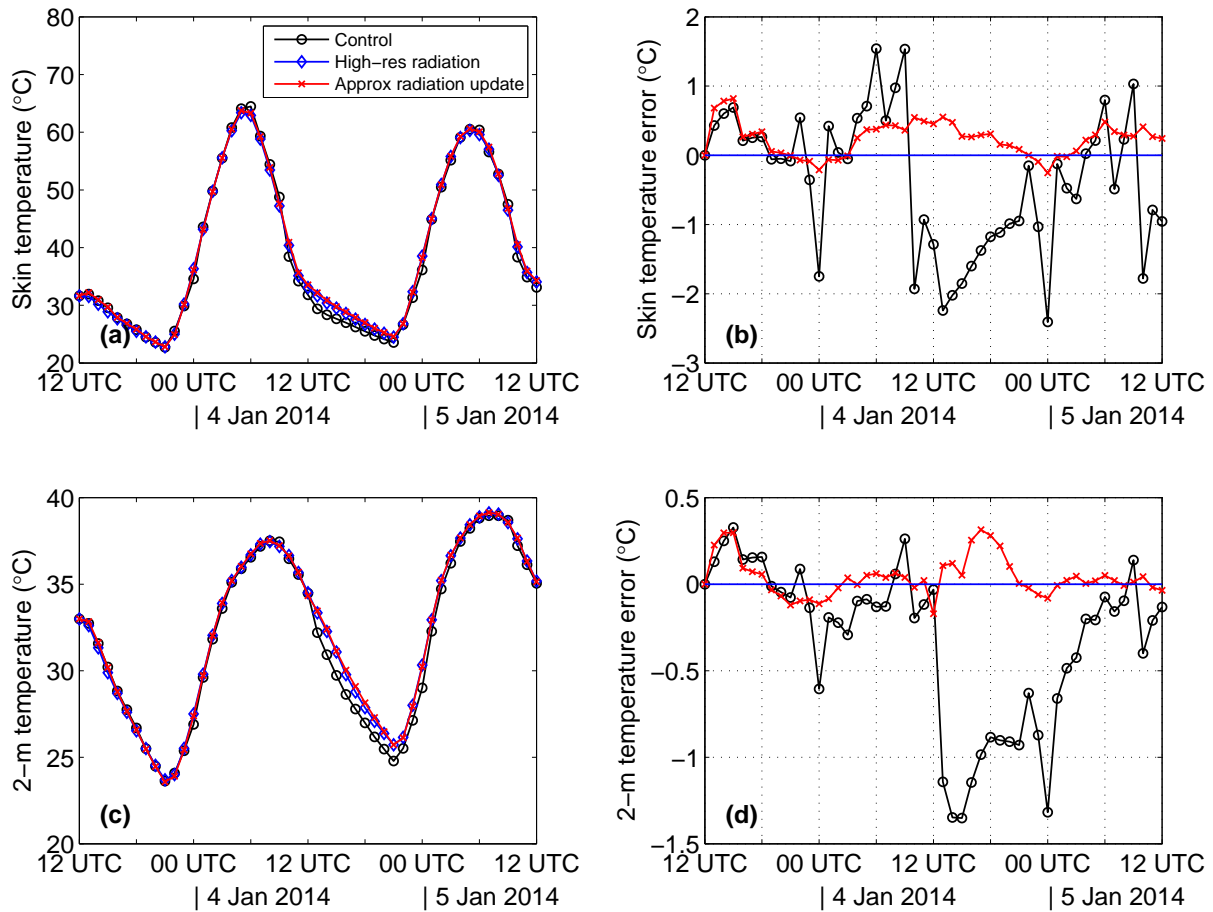 80
70
60
50
40
30
20
Skin temperature (°C)
Control
High−res radiation
Approx radiation update
(a)
12 UTC 00 UTC 12 UTC 00 UTC 12 UTC
| 4 Jan 2014 | 5 Jan 2014
2
1
0
−1
−2
−3
Skin temperature error (°C)
(b)
12 UTC 00 UTC 12 UTC 00 UTC 12 UTC
| 4 Jan 2014 | 5 Jan 2014
40
35
30
25
20
2−m temperature (°C)
(c)
12 UTC 00 UTC 12 UTC 00 UTC 12 UTC
| 4 Jan 2014 | 5 Jan 2014
0.5
0
−0.5
−1
−1.5
2−m temperature error (°C)
(d)
12 UTC 00 UTC 12 UTC 00 UTC 12 UTC
| 4 Jan 2014 | 5 Jan 2014